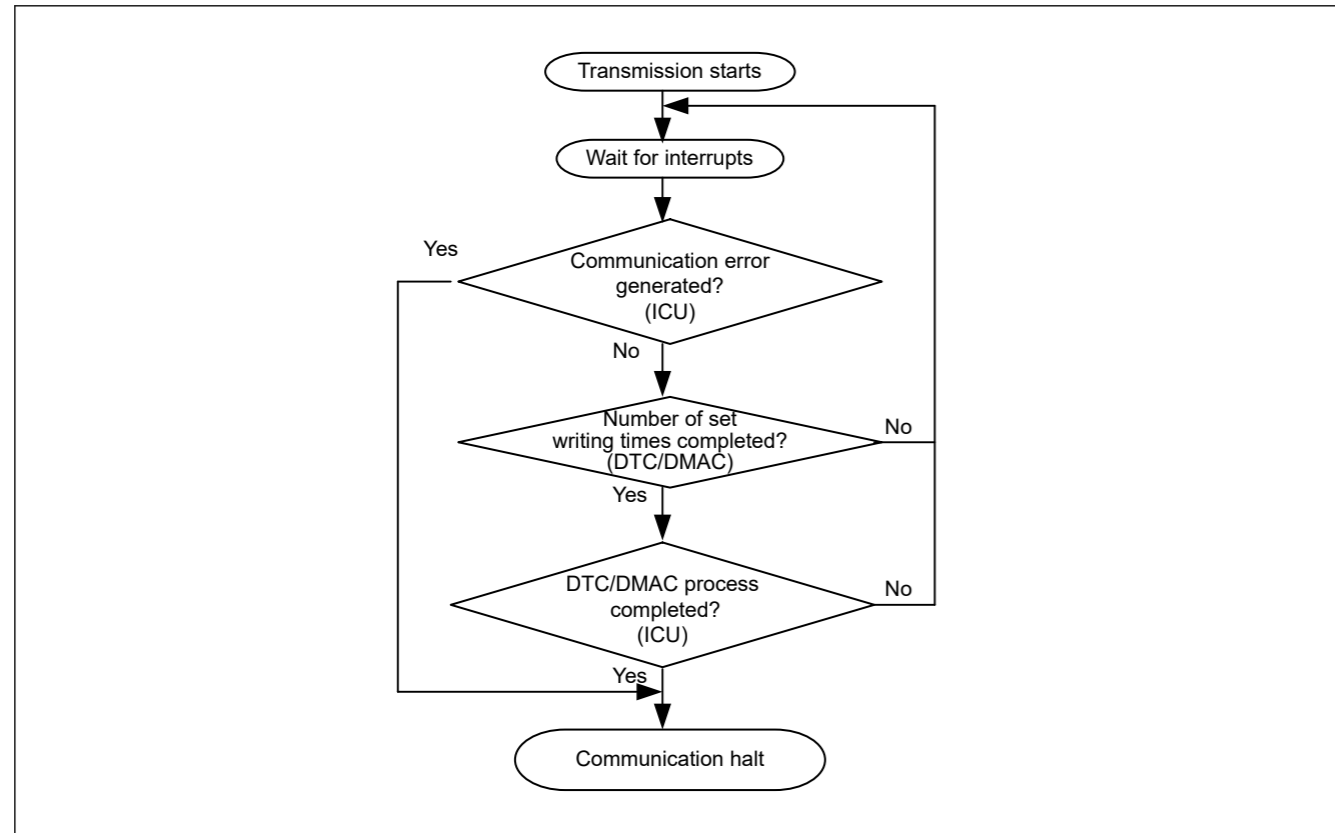 Transmission starts
Wait for interrupts
Yes
Communication error
generated?
(ICU)
No
Number of set
writing times completed?
(DTC/DMAC)
No
Yes
DTC/DMAC process
completed?
(ICU)
No
Yes
Communication halt